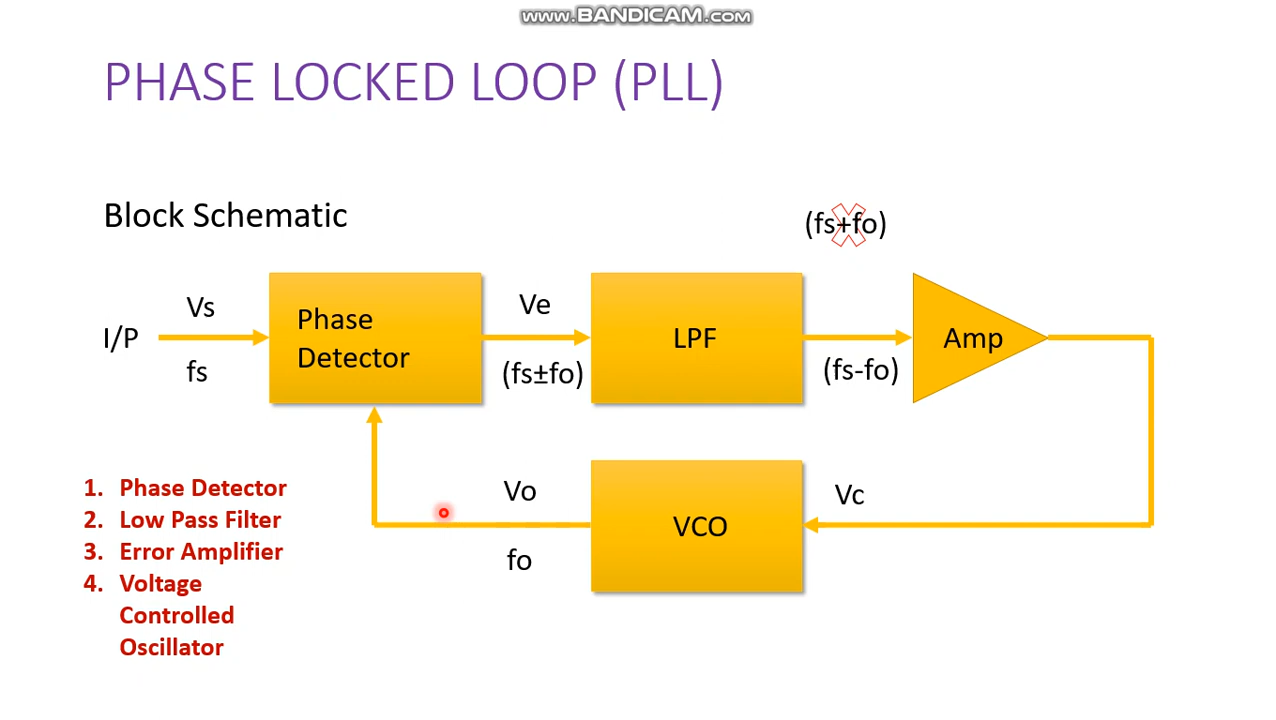 www.BANDICAM.com
PHASE LOCKED LOOP (PLL)
Block Schematic
(fs+fo)
I/P
Vs
fs
Phase
Detector
Ve
(fs±fo)
LPF
(fs-fo)
Amp
Vo
fo
VCO
Vc
1. Phase Detector
2. Low Pass Filter
3. Error Amplifier
4. Voltage
Controlled
Oscillator